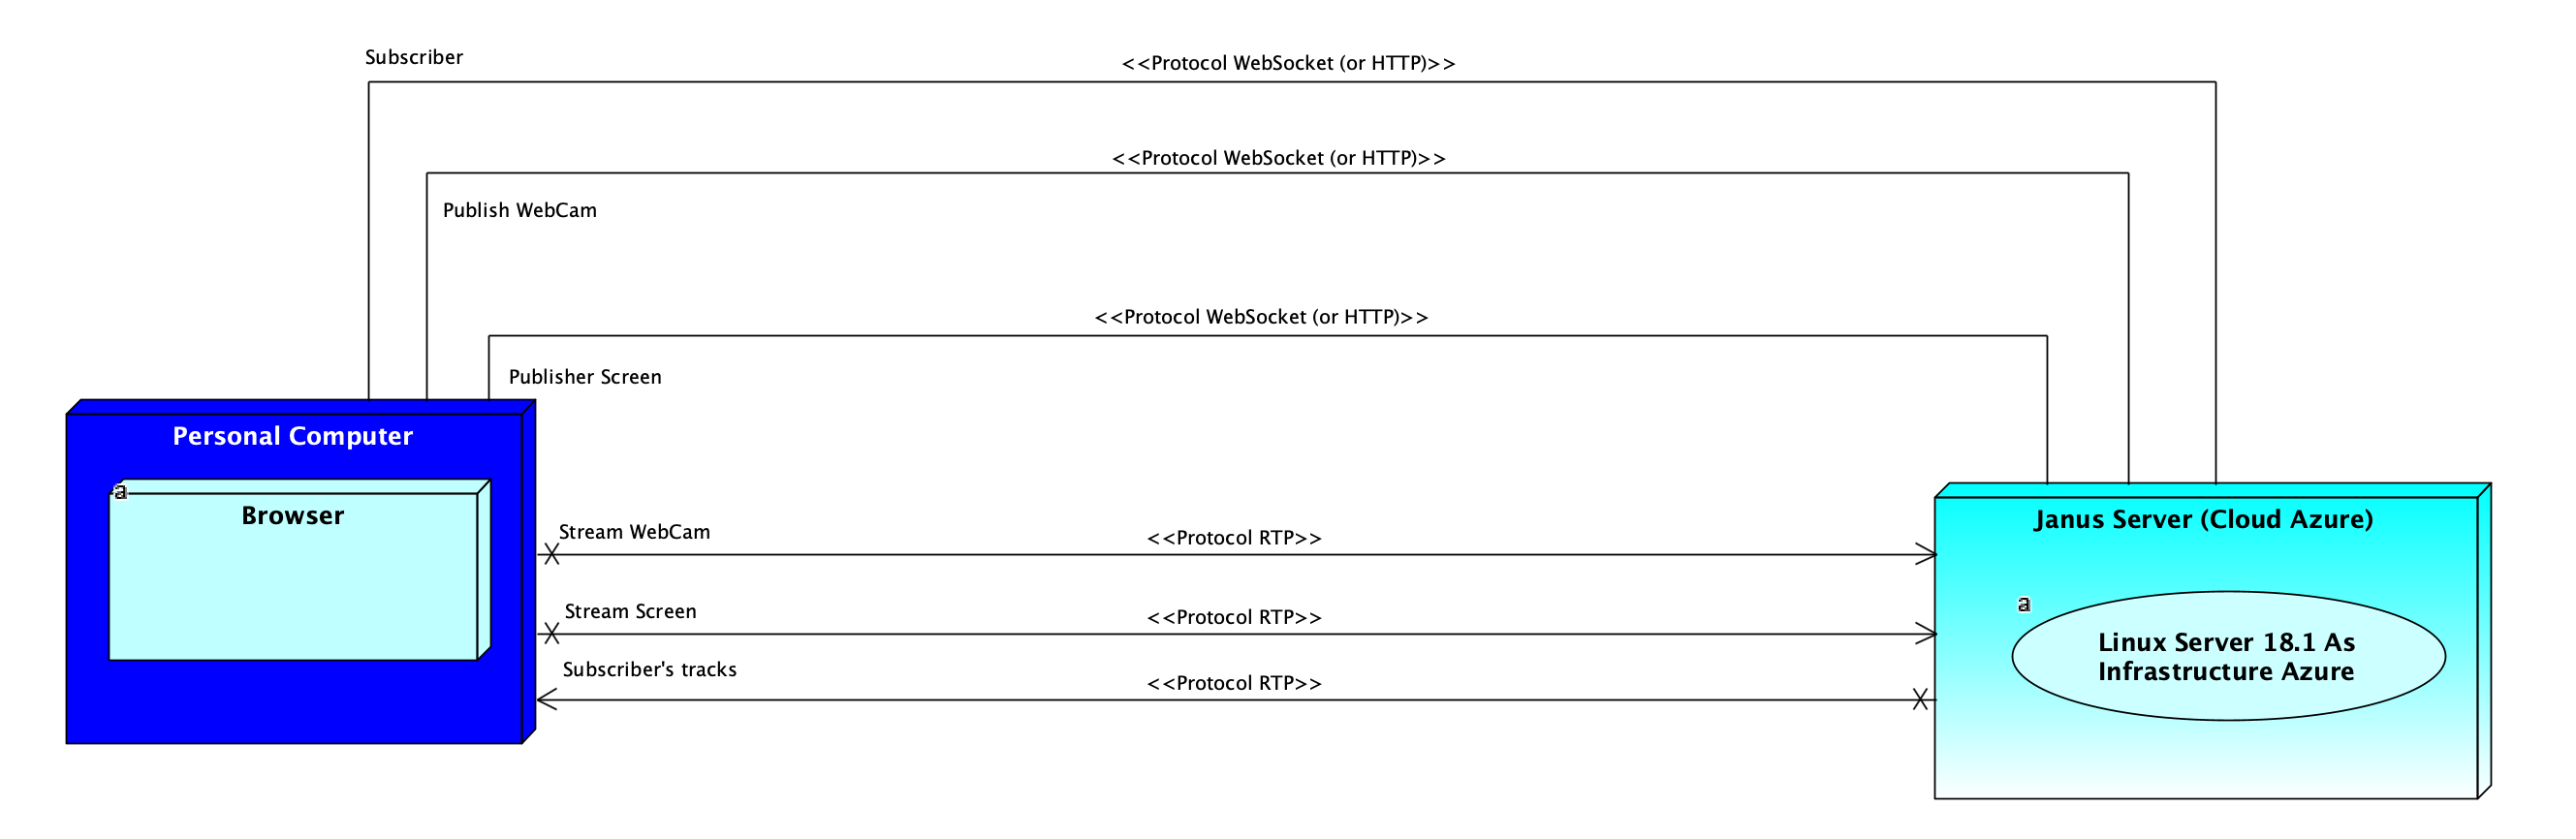 Subscriber
<<Protocol WebSocket (or HTTP)>>
<<Protocol WebSocket (or HTTP)>>
Publish WebCam
<<Protocol WebSocket (or HTTP)>>
Publisher Screen
Personal Computer
a
Browser
Stream WebCam
<<Protocol RTP>>
Stream Screen
<<Protocol RTP>>
Subscriber's tracks
<<Protocol RTP>>
Janus Server (Cloud Azure)
a
Linux Server 18.1 As
Infrastructure Azure